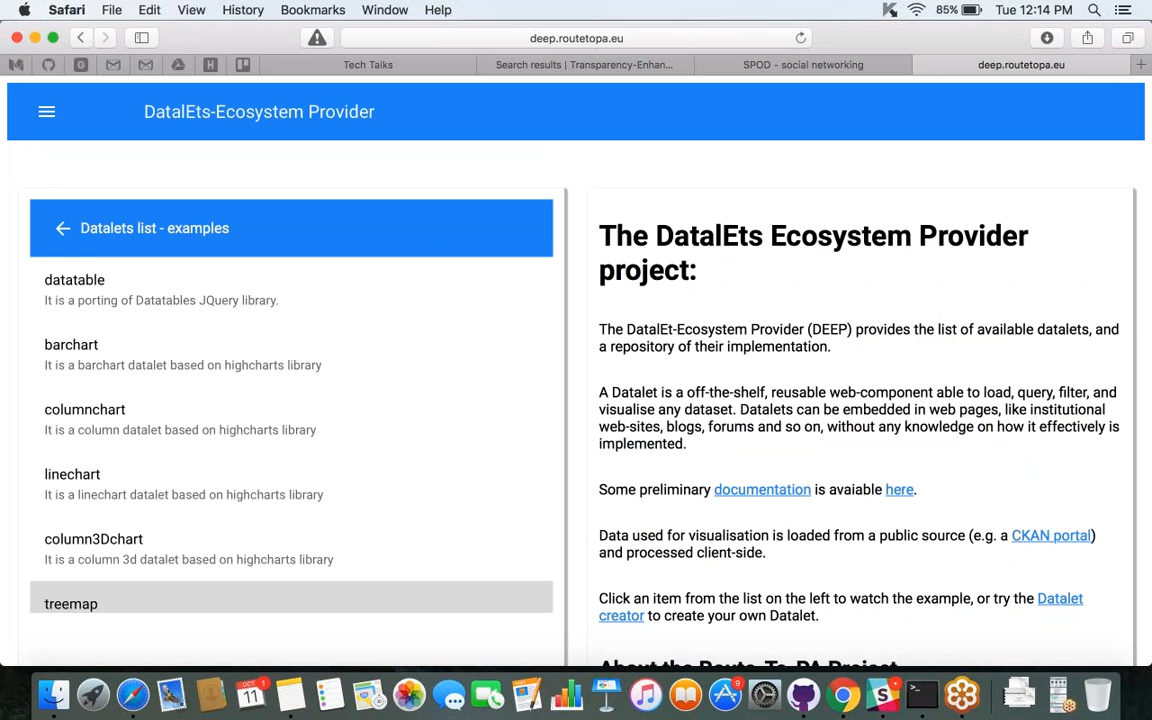 Safari File Edit View History Bookmarks Window Help 85% Tue 12:14 PM
deep.routetopa.eu
Tech Talks Search results | Transparency-Enhan... SPOD - social networking deep.routetopa.eu
DatalEts-Ecosystem Provider
Datalets list - examples
datatable
It is a porting of Datatables JQuery library.
barchart
It is a barchart datalet based on highcharts library
columnchart
It is a column datalet based on highcharts library
linechart
It is a linechart datalet based on highcharts library
column3Dchart
It is a column 3d datalet based on highcharts library
treemap
The DatalEts Ecosystem Provider
project:
The DatalEt-Ecosystem Provider (DEEP) provides the list of available datalets, and
a repository of their implementation.
A Datalet is a off-the-shelf, reusable web-component able to load, query, filter, and
visualise any dataset. Datalets can be embedded in web pages, like institutional
web-sites, blogs, forums and so on, without any knowledge on how it effectively is
implemented.
Some preliminary documentation is avaiable here.
Data used for visualisation is loaded from a public source (e.g. a CKAN portal)
and processed client-side.
Click an item from the list on the left to watch the example, or try the Datalet
creator to create your own Datalet.
About the Route-To-PA Project